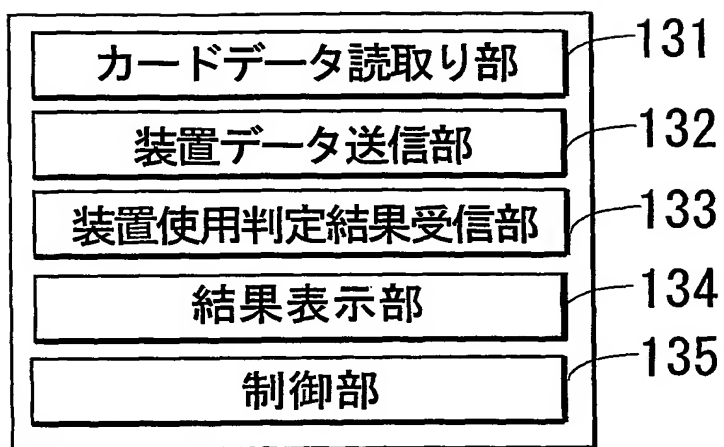 カードデータ読取り部 131
装置データ送信部 132
装置使用判定結果受信部 133
結果表示部 134
制御部 135